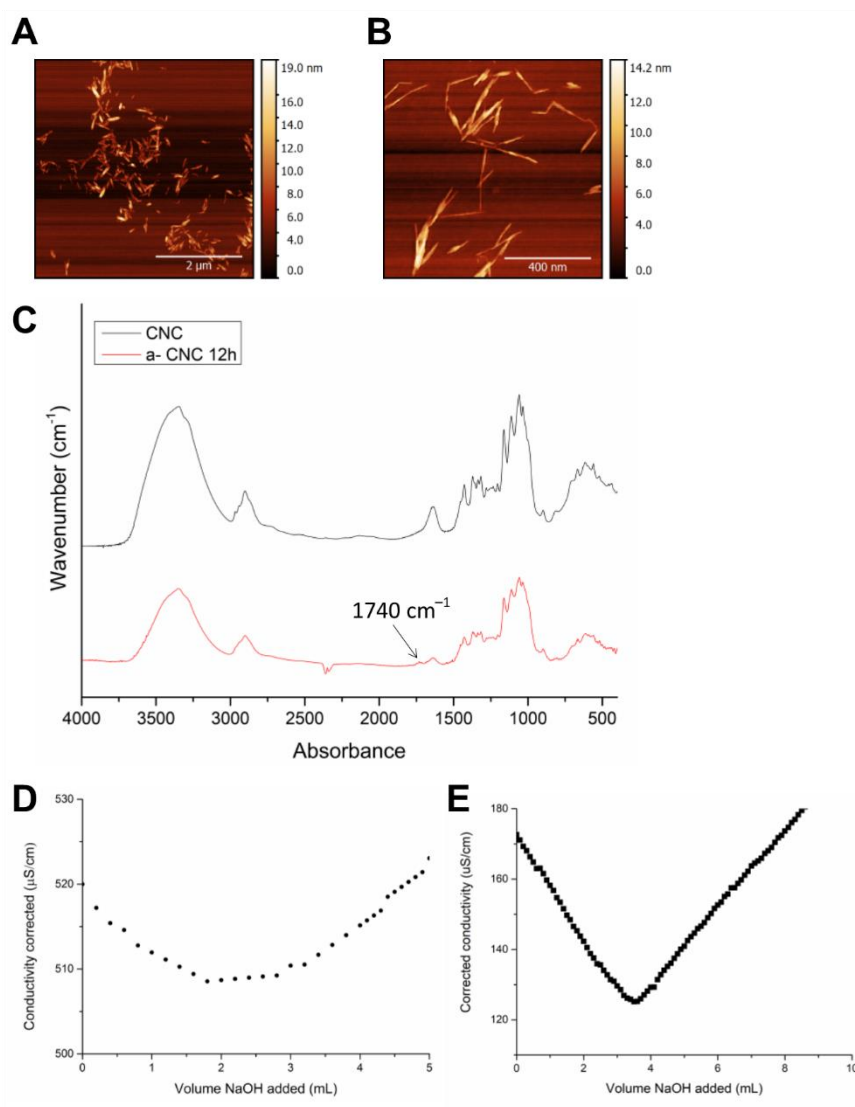 A
19.0 nm
16.0
14.0
12.0
10.0
8.0
6.0
4.0
0.0
2 µm
B
14.2 nm
12.0
10.0
8.0
6.0
4.0
0.0
400 nm
C
CNC
a- CNC 12h
Wavenumber (cm⁻¹)
1740 cm⁻¹
4000 3500 3000 2500 2000 1500 1000 500
Absorbance
D
530
520
510
500
Conductivity corrected (µS/cm)
0 1 2 3 4 5
Volume NaOH added (mL)
E
180
160
140
120
Corrected conductivity (µS/cm)
0 2 4 6 8 10
Volume NaOH added (mL)